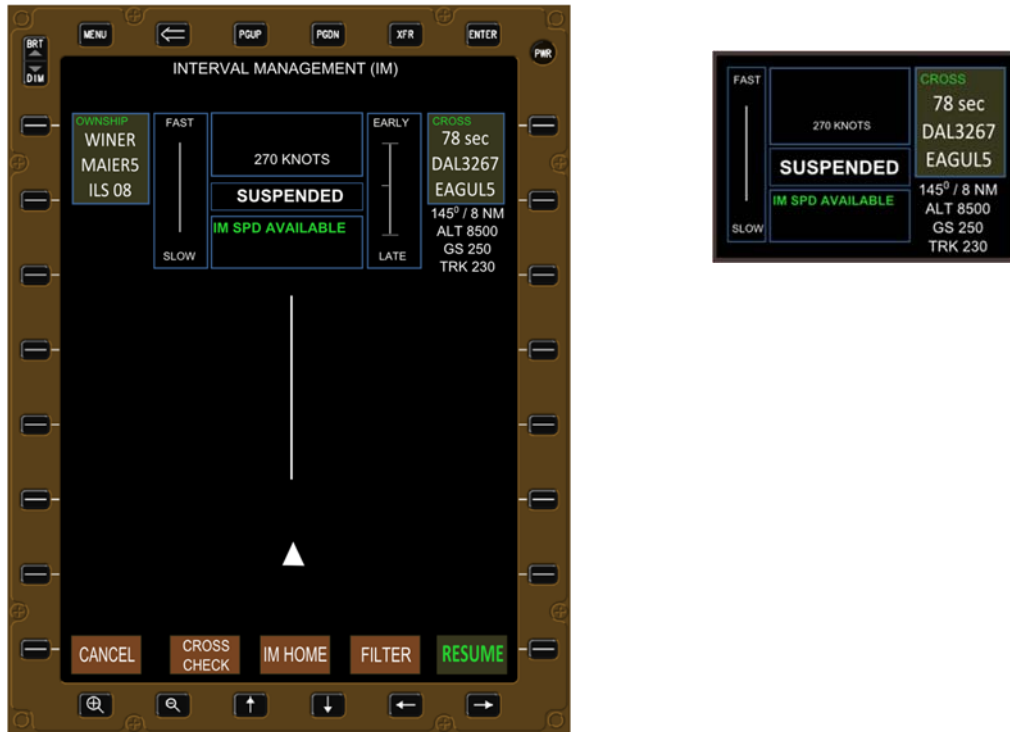 MENU
PGUP
PGDN
XFR
ENTER
BRT
DIM
PWR
INTERVAL MANAGEMENT (IM)
OWNSHIP
WINER
MAIER5
ILS 08
FAST
SLOW
270 KNOTS
SUSPENDED
IM SPD AVAILABLE
EARLY
LATE
CROSS
78 sec
DAL3267
EAGUL5
145⁰ / 8 NM
ALT 8500
GS 250
TRK 230
CANCEL
CROSS
CHECK
IM HOME
FILTER
RESUME
FAST
SLOW
270 KNOTS
SUSPENDED
IM SPD AVAILABLE
CROSS
78 sec
DAL3267
EAGUL5
145⁰ / 8 NM
ALT 8500
GS 250
TRK 230